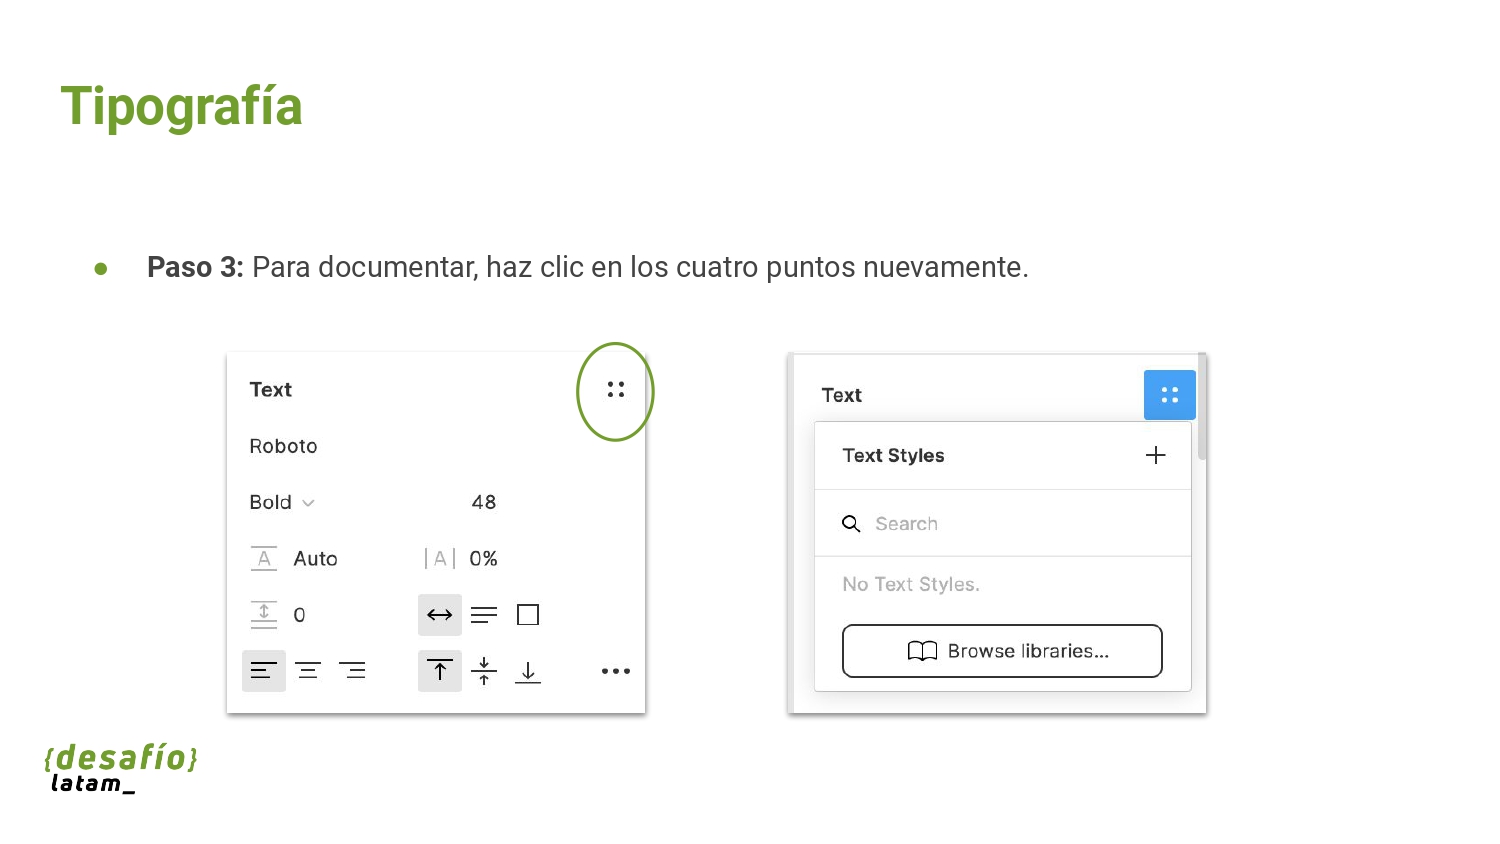 Tipografía
● Paso 3: Para documentar, haz clic en los cuatro puntos nuevamente.
Text
Roboto
Bold 48
A Auto |A| 0%
0
Text
Text Styles +
Search
No Text Styles.
Browse libraries...
{desafío}
latam_